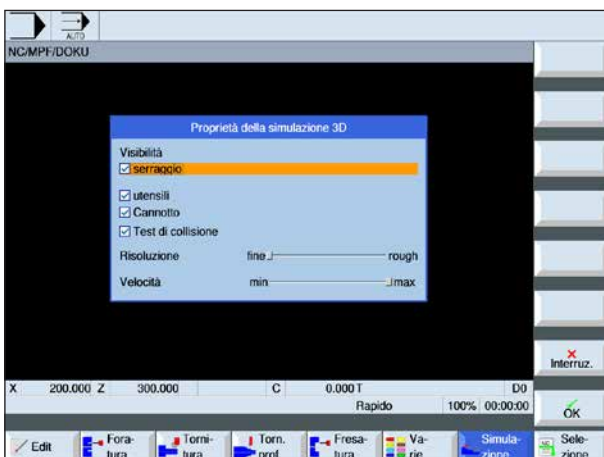 AUTO
NC/MPF/DOKU
Proprietà della simulazione 3D
Visibilità
serraggio
utensili
Cannotto
Test di collisione
Risoluzione fine rough
Velocità min max
Interruz.
X 200.000 Z 300.000 C 0.000 T D0
Rapido 100% 00:00:00
OK
Edit Fora- Torni- Torn. Fresa- Va- Simula- Sele-
tura tura prof. tura rie zione zione